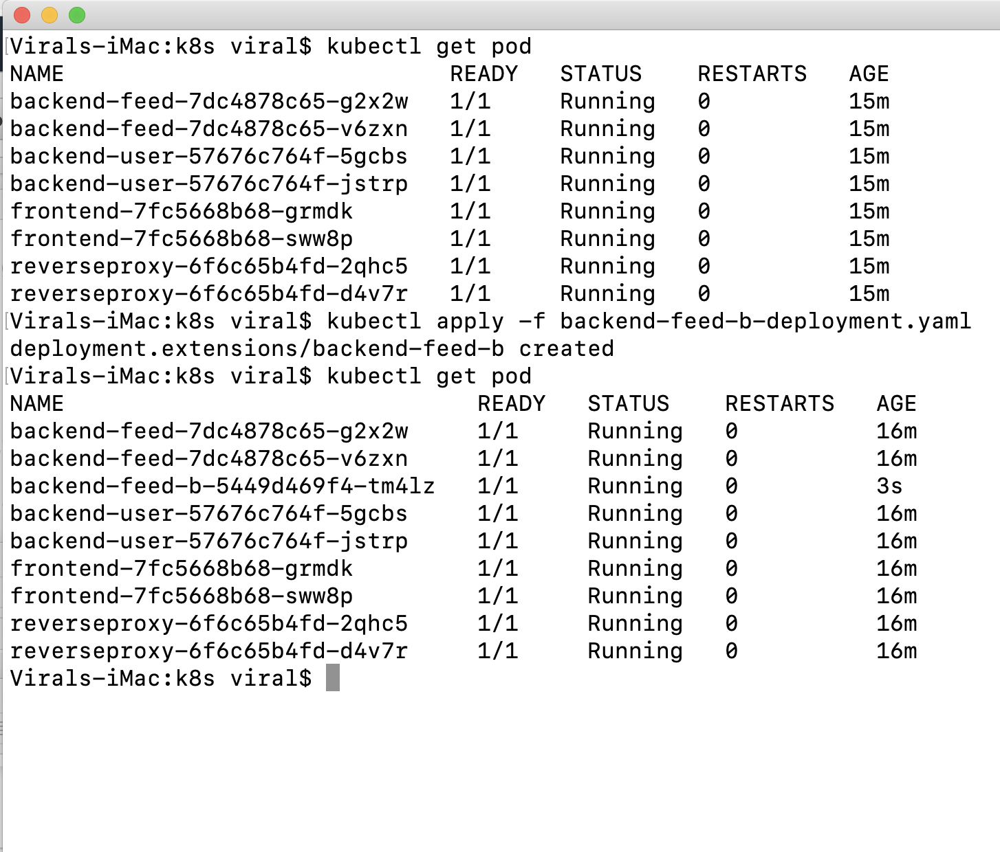 Virals-iMac:k8s viral$ kubectl get pod
NAME READY STATUS RESTARTS AGE
backend-feed-7dc4878c65-g2x2w 1/1 Running 0 15m
backend-feed-7dc4878c65-v6zxn 1/1 Running 0 15m
backend-user-57676c764f-5gcbs 1/1 Running 0 15m
backend-user-57676c764f-jstrp 1/1 Running 0 15m
frontend-7fc5668b68-grmdk 1/1 Running 0 15m
frontend-7fc5668b68-sww8p 1/1 Running 0 15m
reverseproxy-6f6c65b4fd-2qhc5 1/1 Running 0 15m
reverseproxy-6f6c65b4fd-d4v7r 1/1 Running 0 15m
Virals-iMac:k8s viral$ kubectl apply -f backend-feed-b-deployment.yaml
deployment.extensions/backend-feed-b created
Virals-iMac:k8s viral$ kubectl get pod
NAME READY STATUS RESTARTS AGE
backend-feed-7dc4878c65-g2x2w 1/1 Running 0 16m
backend-feed-7dc4878c65-v6zxn 1/1 Running 0 16m
backend-feed-b-5449d469f4-tm4lz 1/1 Running 0 3s
backend-user-57676c764f-5gcbs 1/1 Running 0 16m
backend-user-57676c764f-jstrp 1/1 Running 0 16m
frontend-7fc5668b68-grmdk 1/1 Running 0 16m
frontend-7fc5668b68-sww8p 1/1 Running 0 16m
reverseproxy-6f6c65b4fd-2qhc5 1/1 Running 0 16m
reverseproxy-6f6c65b4fd-d4v7r 1/1 Running 0 16m
Virals-iMac:k8s viral$